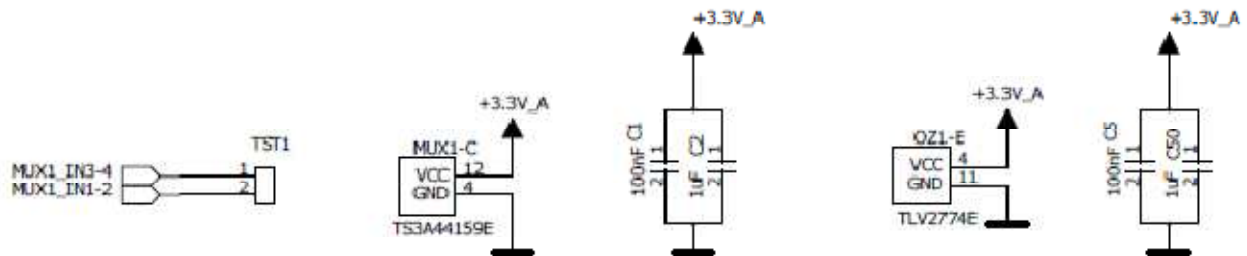 +3.3V_A
+3.3V_A
+3.3V_A
+3.3V_A
TST1
MUX1-C
C1
C2
OZ1-E
C5
C50
MUX1_IN3-4
1
VCC
12
1
1
VCC
4
1
1
MUX1_IN1-2
2
GND
4
2
2
GND
11
2
2
100nF
1uF
100nF
1uF
TS3A44159E
TLV2774E